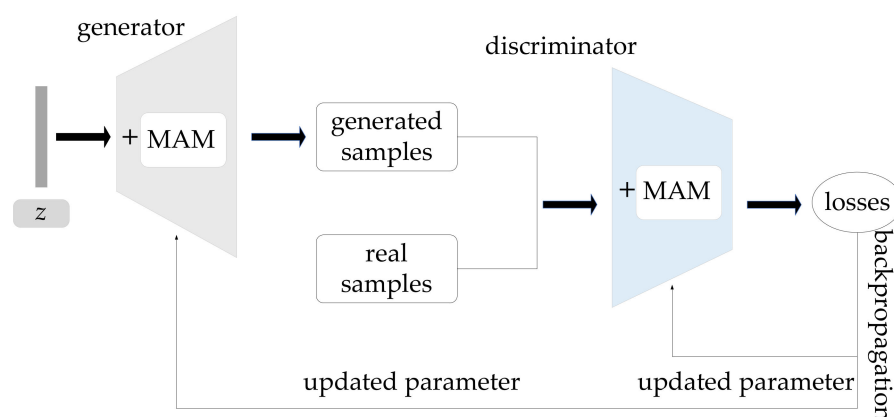 generator
discriminator
+ MAM
generated
samples
+ MAM
z
losses
real
samples
backpropagation
updated parameter
updated parameter